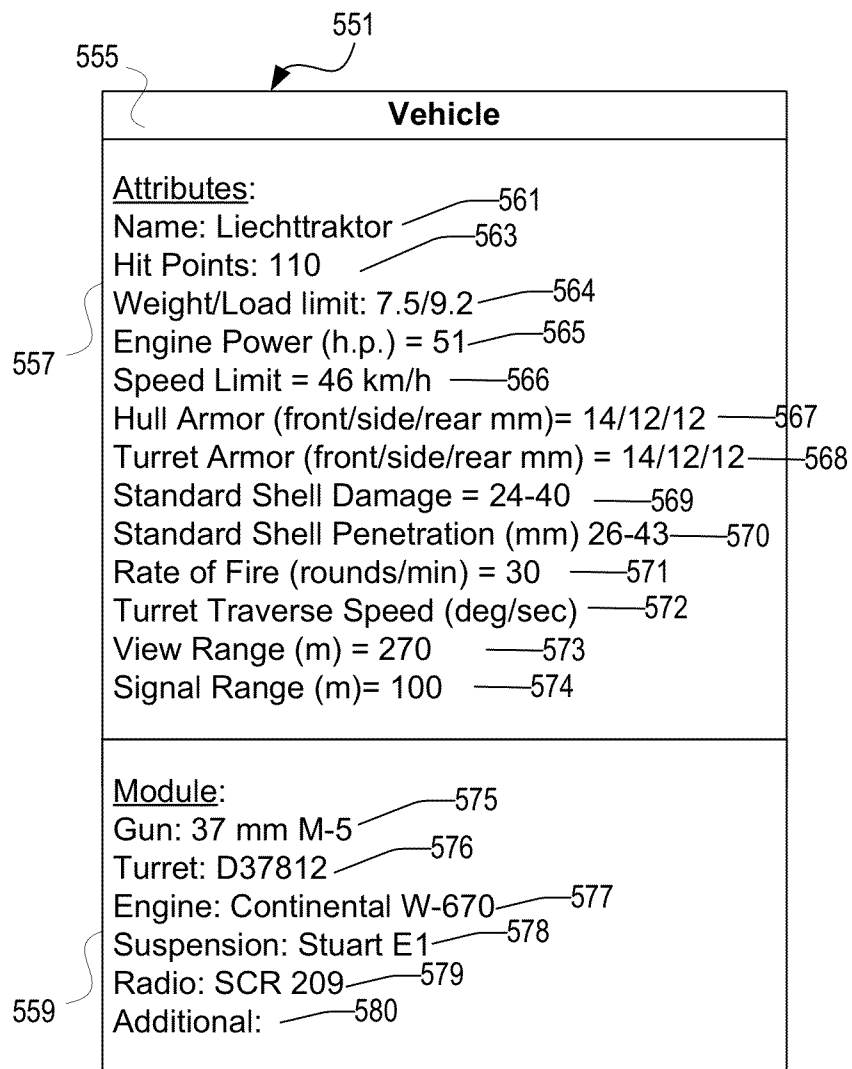 551
555
Vehicle
Attributes:
Name: Liechttraktor 561
Hit Points: 110 563
Weight/Load limit: 7.5/9.2 564
Engine Power (h.p.) = 51 565
557
Speed Limit = 46 km/h 566
Hull Armor (front/side/rear mm)= 14/12/12 567
Turret Armor (front/side/rear mm) = 14/12/12 568
Standard Shell Damage = 24-40 569
Standard Shell Penetration (mm) 26-43 570
Rate of Fire (rounds/min) = 30 571
Turret Traverse Speed (deg/sec) 572
View Range (m) = 270 573
Signal Range (m)= 100 574
Module:
Gun: 37 mm M-5 575
Turret: D37812 576
Engine: Continental W-670 577
Suspension: Stuart E1 578
Radio: SCR 209 579
559
Additional: 580